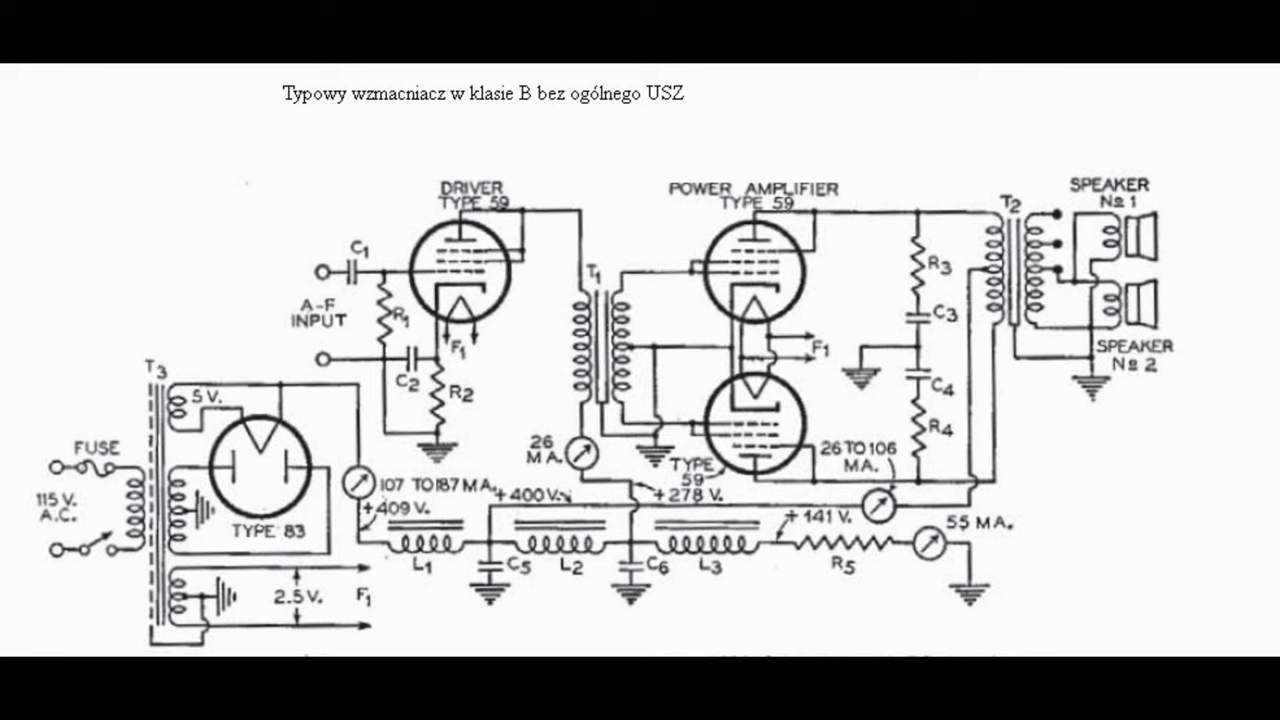 Typowy wzmacniacz w klasie B bez ogólnego USZ
DRIVER
TYPE 59
POWER AMPLIFIER
TYPE 59
SPEAKER
No 1
T2
C1
T1
R3
A-F
INPUT
R1
C3
F1
F1
SPEAKER
No 2
T3
C2
R2
C4
5 V.
R4
FUSE
26
MA.
TYPE
59
26 TO 106
MA.
115 V.
A.C.
107 TO 187 MA.
+400V.
+278 V.
+409V.
+141 V.
55 MA.
TYPE 83
L1
C5
L2
C6
L3
R5
2.5 V.
F1